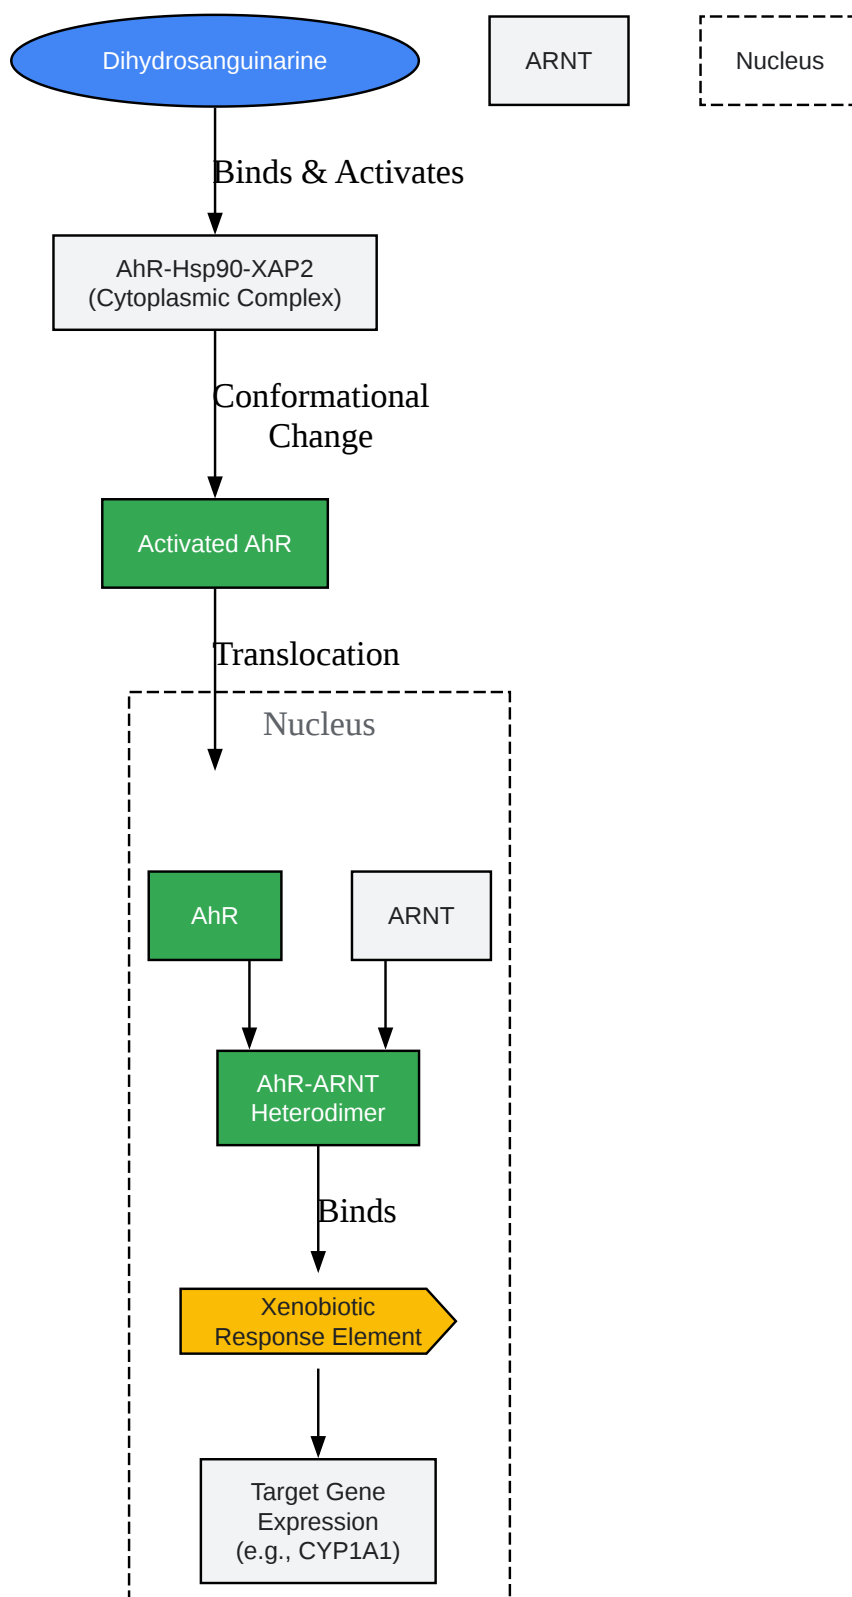 Dihydrosanguinarine
ARNT
Nucleus
Binds & Activates
AhR-Hsp90-XAP2
(Cytoplasmic Complex)
Conformational
Change
Activated AhR
Translocation
Nucleus
AhR
ARNT
AhR-ARNT
Heterodimer
Binds
Xenobiotic
Response Element
Target Gene
Expression
(e.g., CYP1A1)